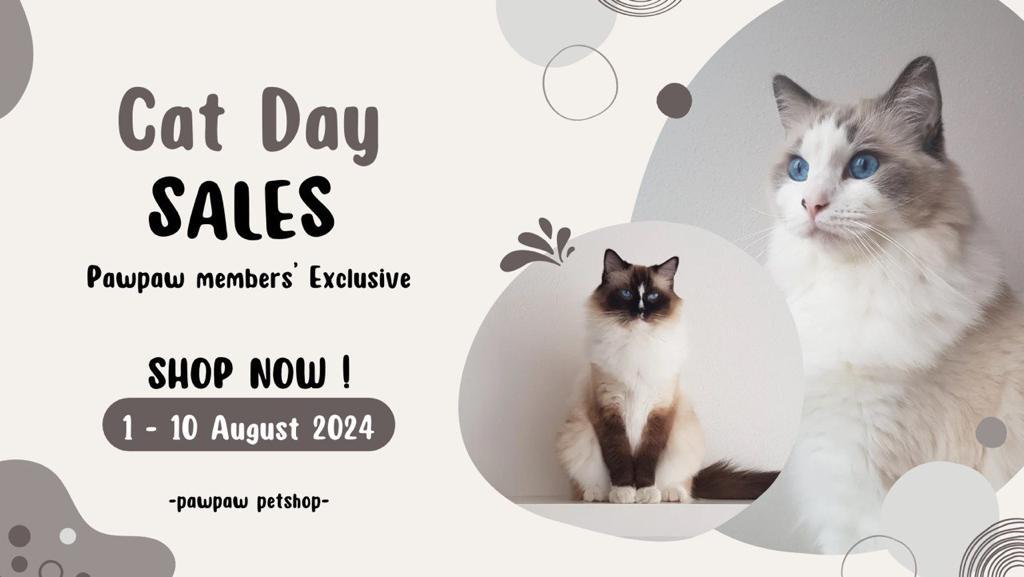 Cat Day
SALES
Pawpaw members' Exclusive
SHOP NOW !
1 - 10 August 2024
-pawpaw petshop-